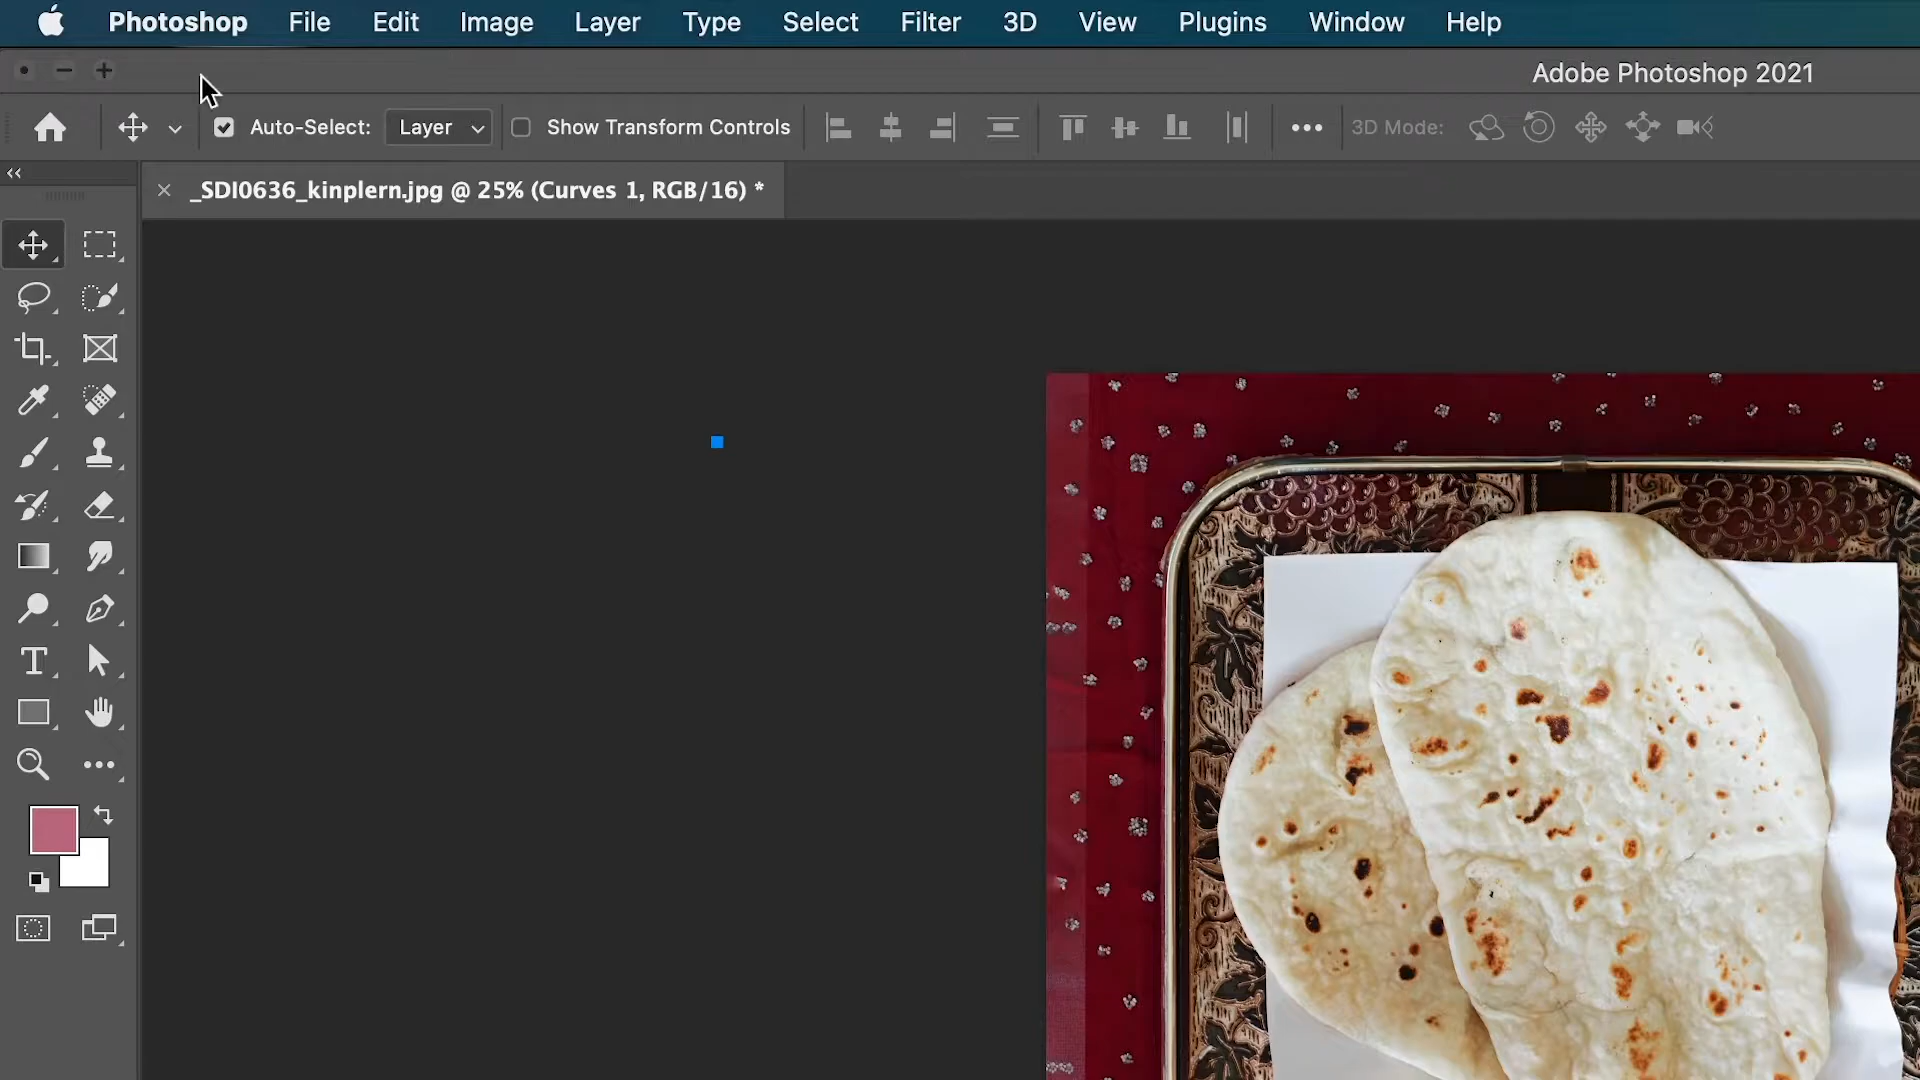 Photoshop File Edit Image Layer Type Select Filter 3D View Plugins Window Help
Adobe Photoshop 2021
Auto-Select: Layer Show Transform Controls 3D Mode:
_SDI0636_kinplern.jpg @ 25% (Curves 1, RGB/16) *